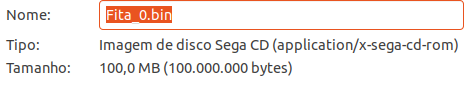 Nome: Fita_0.bin
Tipo: Imagem de disco Sega CD (application/x-sega-cd-rom)
Tamanho: 100,0 MB (100.000.000 bytes)